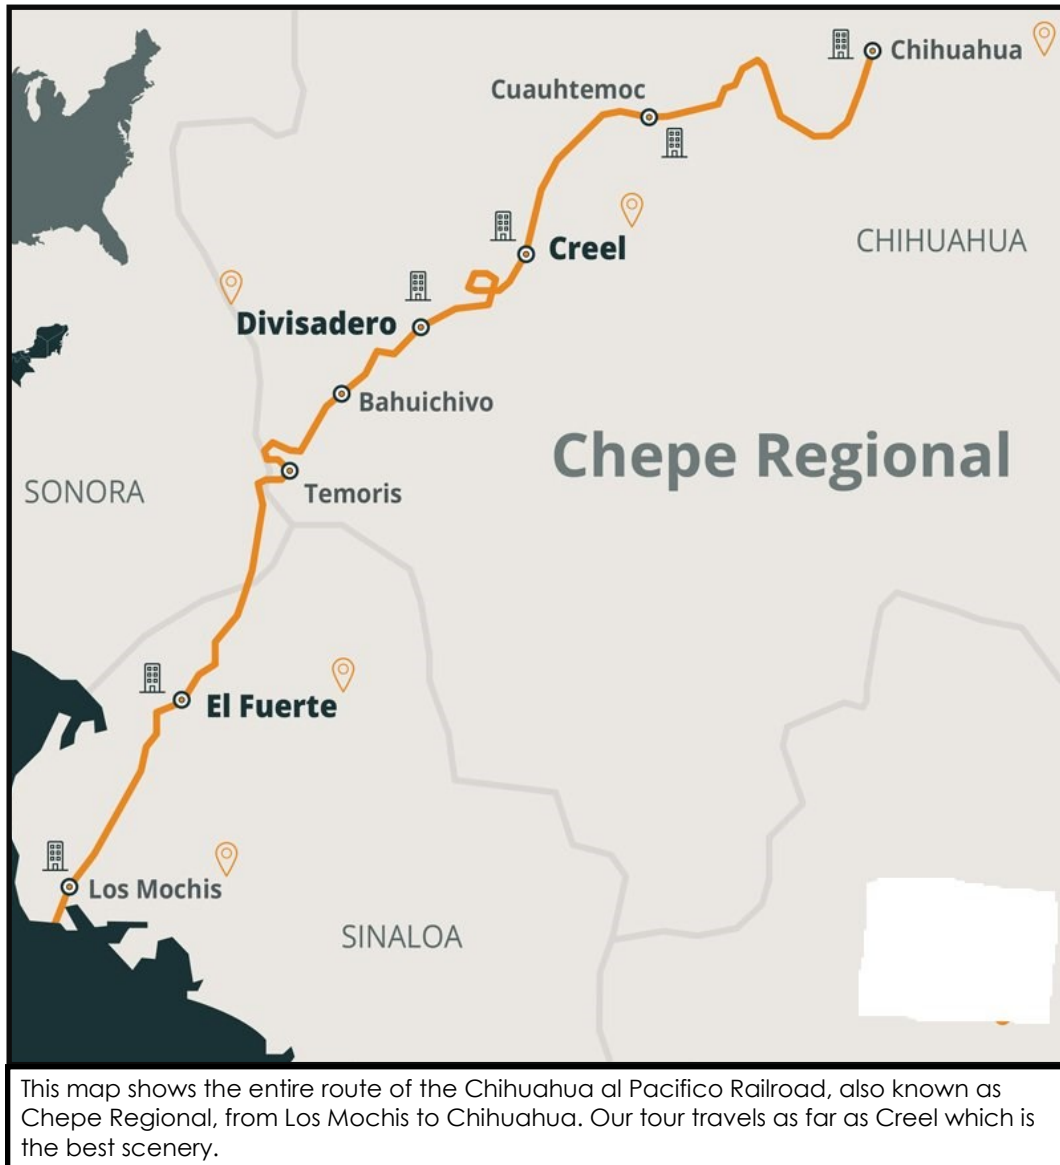 Chihuahua
Cuauhtemoc
CHIHUAHUA
Creel
Divisadero
Bahuichivo
Chepe Regional
SONORA
Temoris
El Fuerte
Los Mochis
SINALOA
This map shows the entire route of the Chihuahua al Pacifico Railroad, also known as
Chepe Regional, from Los Mochis to Chihuahua. Our tour travels as far as Creel which is
the best scenery.